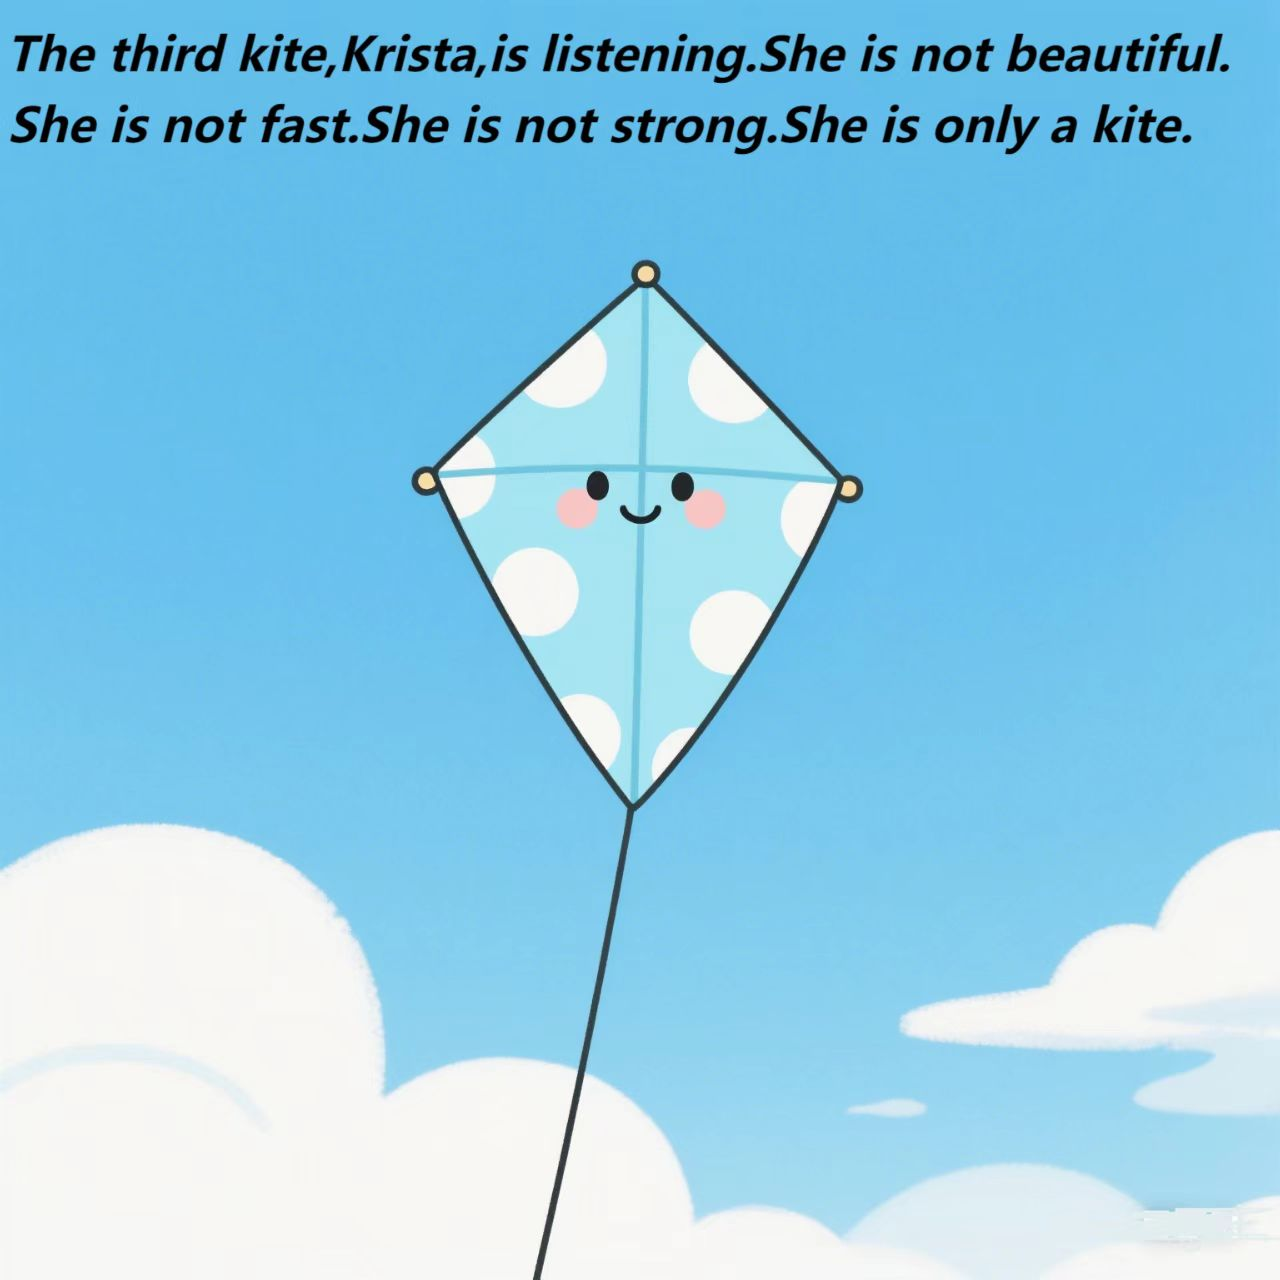 The third kite,Krista,is listening.She is not beautiful.
She is not fast.She is not strong.She is only a kite.